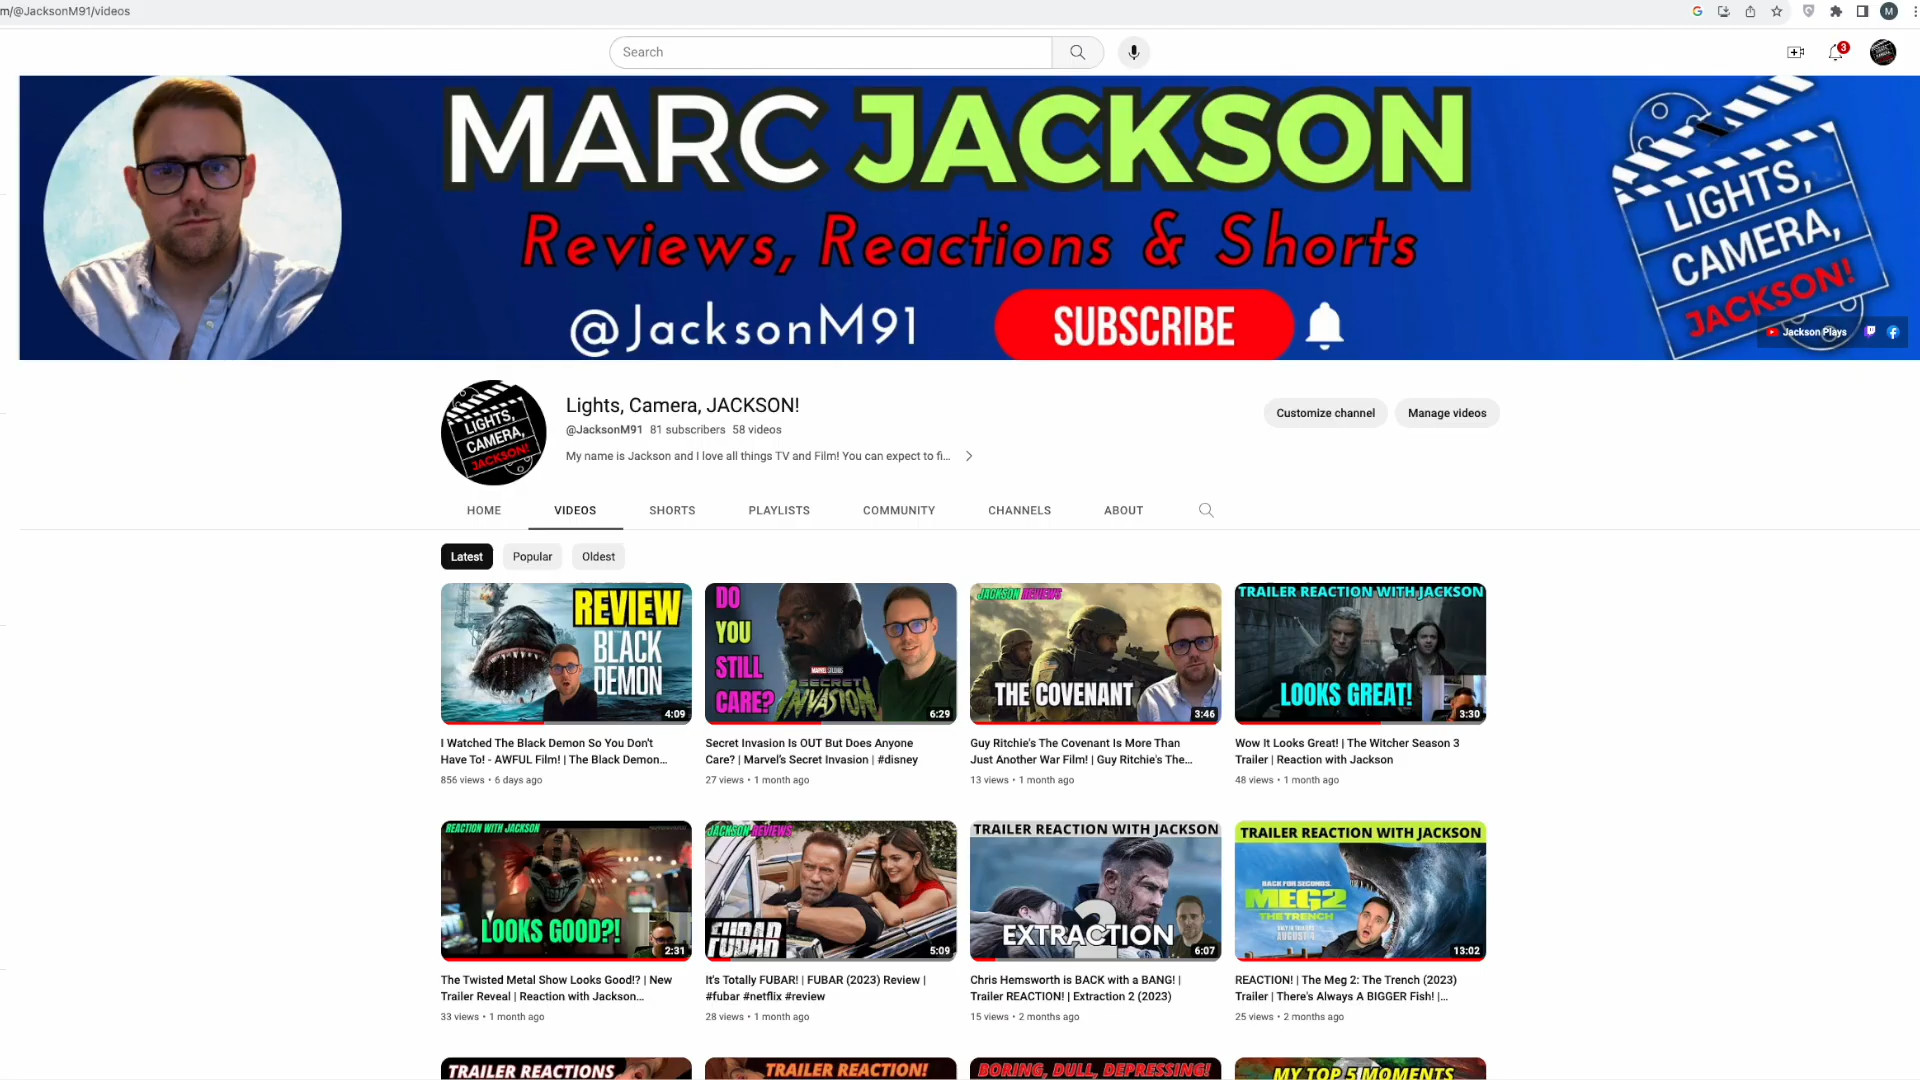 m/@JacksonM91/videos
M
Search
3
MARC JACKSON
Reviews, Reactions & Shorts
@JacksonM91
SUBSCRIBE
LIGHTS,
CAMERA,
JACKSON!
Jackson Plays
LIGHTS,
CAMERA,
JACKSON!
Lights, Camera, JACKSON!
@JacksonM91 81 subscribers 58 videos
My name is Jackson and I love all things TV and Film! You can expect to fi...
Customize channel
Manage videos
HOME
VIDEOS
SHORTS
PLAYLISTS
COMMUNITY
CHANNELS
ABOUT
Latest
Popular
Oldest
REVIEW
BLACK
DEMON
4:09
I Watched The Black Demon So You Don't
Have To! - AWFUL Film! | The Black Demon...
856 views • 6 days ago
DO
YOU
STILL
CARE?
MARVEL STUDIOS
SECRET
INVASION
6:29
Secret Invasion Is OUT But Does Anyone
Care? | Marvel's Secret Invasion | #disney
27 views • 1 month ago
JACKSON REVIEWS
THE COVENANT
3:46
Guy Ritchie's The Covenant Is More Than
Just Another War Film! | Guy Ritchie's The...
13 views • 1 month ago
TRAILER REACTION WITH JACKSON
LOOKS GREAT!
3:30
Wow It Looks Great! | The Witcher Season 3
Trailer | Reaction with Jackson
48 views • 1 month ago
REACTION WITH JACKSON
LOOKS GOOD?!
2:31
The Twisted Metal Show Looks Good!? | New
Trailer Reveal | Reaction with Jackson...
33 views • 1 month ago
JACKSON REVIEWS
FUBAR
5:09
It's Totally FUBAR! | FUBAR (2023) Review |
#fubar #netflix #review
28 views • 1 month ago
TRAILER REACTION WITH JACKSON
2
EXTRACTION
6:07
Chris Hemsworth is BACK with a BANG! |
Trailer REACTION! | Extraction 2 (2023)
15 views • 2 months ago
TRAILER REACTION WITH JACKSON
BACK FOR SECONDS.
MEG2
THE TRENCH
AUGUST 4
13:02
REACTION! | The Meg 2: The Trench (2023)
Trailer | There's Always A BIGGER Fish! |...
25 views • 2 months ago
TRAILER REACTIONS
TRAILER REACTION!
BORING, DULL, DEPRESSING!
MY TOP 5 MOMENTS